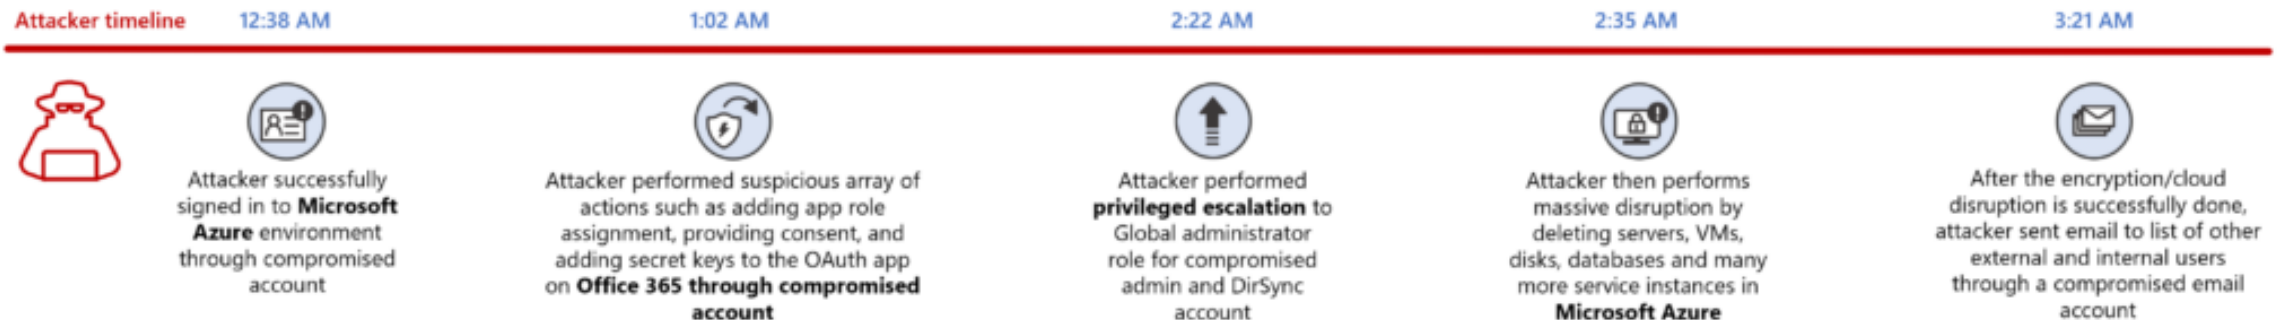 Attacker timeline
12:38 AM
1:02 AM
2:22 AM
2:35 AM
3:21 AM
Attacker successfully
signed in to Microsoft
Azure environment
through compromised
account
Attacker performed suspicious array of
actions such as adding app role
assignment, providing consent, and
adding secret keys to the OAuth app
on Office 365 through compromised
account
Attacker performed
privileged escalation to
Global administrator
role for compromised
admin and DirSync
account
Attacker then performs
massive disruption by
deleting servers, VMs,
disks, databases and many
more service instances in
Microsoft Azure
After the encryption/cloud
disruption is successfully done,
attacker sent email to list of other
external and internal users
through a compromised email
account